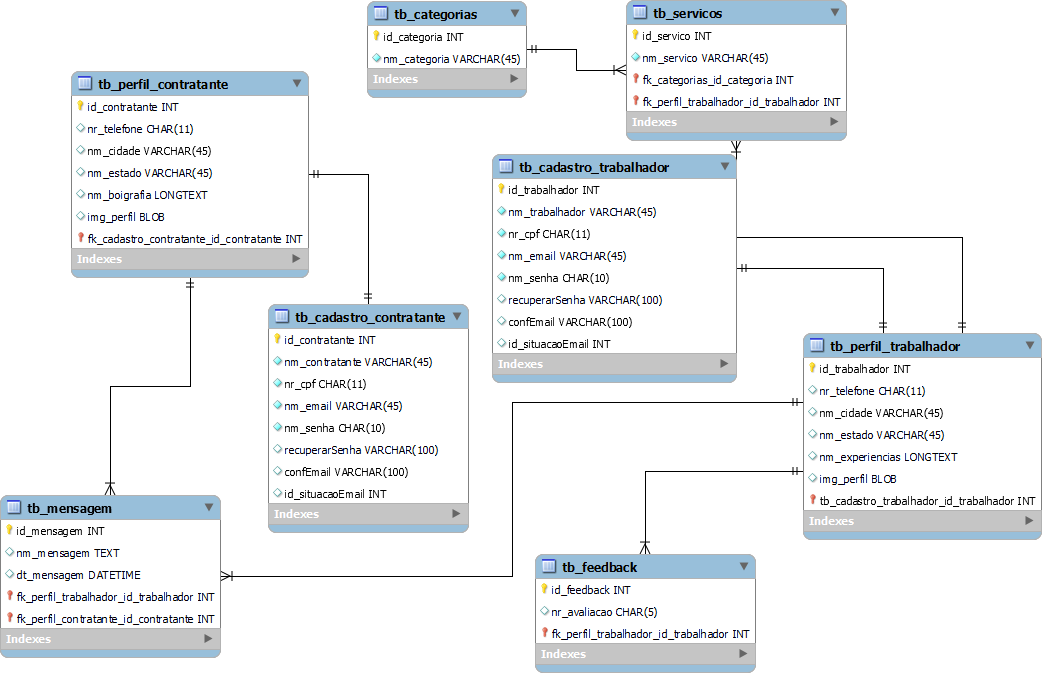 tb_categorias
id_categoria INT
nm_categoria VARCHAR(45)
Indexes
tb_servicos
id_servico INT
nm_servico VARCHAR(45)
fk_categorias_id_categoria INT
fk_perfil_trabalhador_id_trabalhador INT
Indexes
tb_perfil_contratante
id_contratante INT
nr_telefone CHAR(11)
nm_cidade VARCHAR(45)
nm_estado VARCHAR(45)
nm_boigrafia LONGTEXT
img_perfil BLOB
fk_cadastro_contratante_id_contratante INT
Indexes
tb_cadastro_trabalhador
id_trabalhador INT
nm_trabalhador VARCHAR(45)
nr_cpf CHAR(11)
nm_email VARCHAR(45)
nm_senha CHAR(10)
recuperarSenha VARCHAR(100)
confEmail VARCHAR(100)
id_situacaoEmail INT
Indexes
tb_cadastro_contratante
id_contratante INT
nm_contratante VARCHAR(45)
nr_cpf CHAR(11)
nm_email VARCHAR(45)
nm_senha CHAR(10)
recuperarSenha VARCHAR(100)
confEmail VARCHAR(100)
id_situacaoEmail INT
Indexes
tb_perfil_trabalhador
id_trabalhador INT
nr_telefone CHAR(11)
nm_cidade VARCHAR(45)
nm_estado VARCHAR(45)
nm_experiencias LONGTEXT
img_perfil BLOB
tb_cadastro_trabalhador_id_trabalhador INT
Indexes
tb_mensagem
id_mensagem INT
nm_mensagem TEXT
dt_mensagem DATETIME
fk_perfil_trabalhador_id_trabalhador INT
fk_perfil_contratante_id_contratante INT
Indexes
tb_feedback
id_feedback INT
nr_avaliacao CHAR(5)
fk_perfil_trabalhador_id_trabalhador INT
Indexes